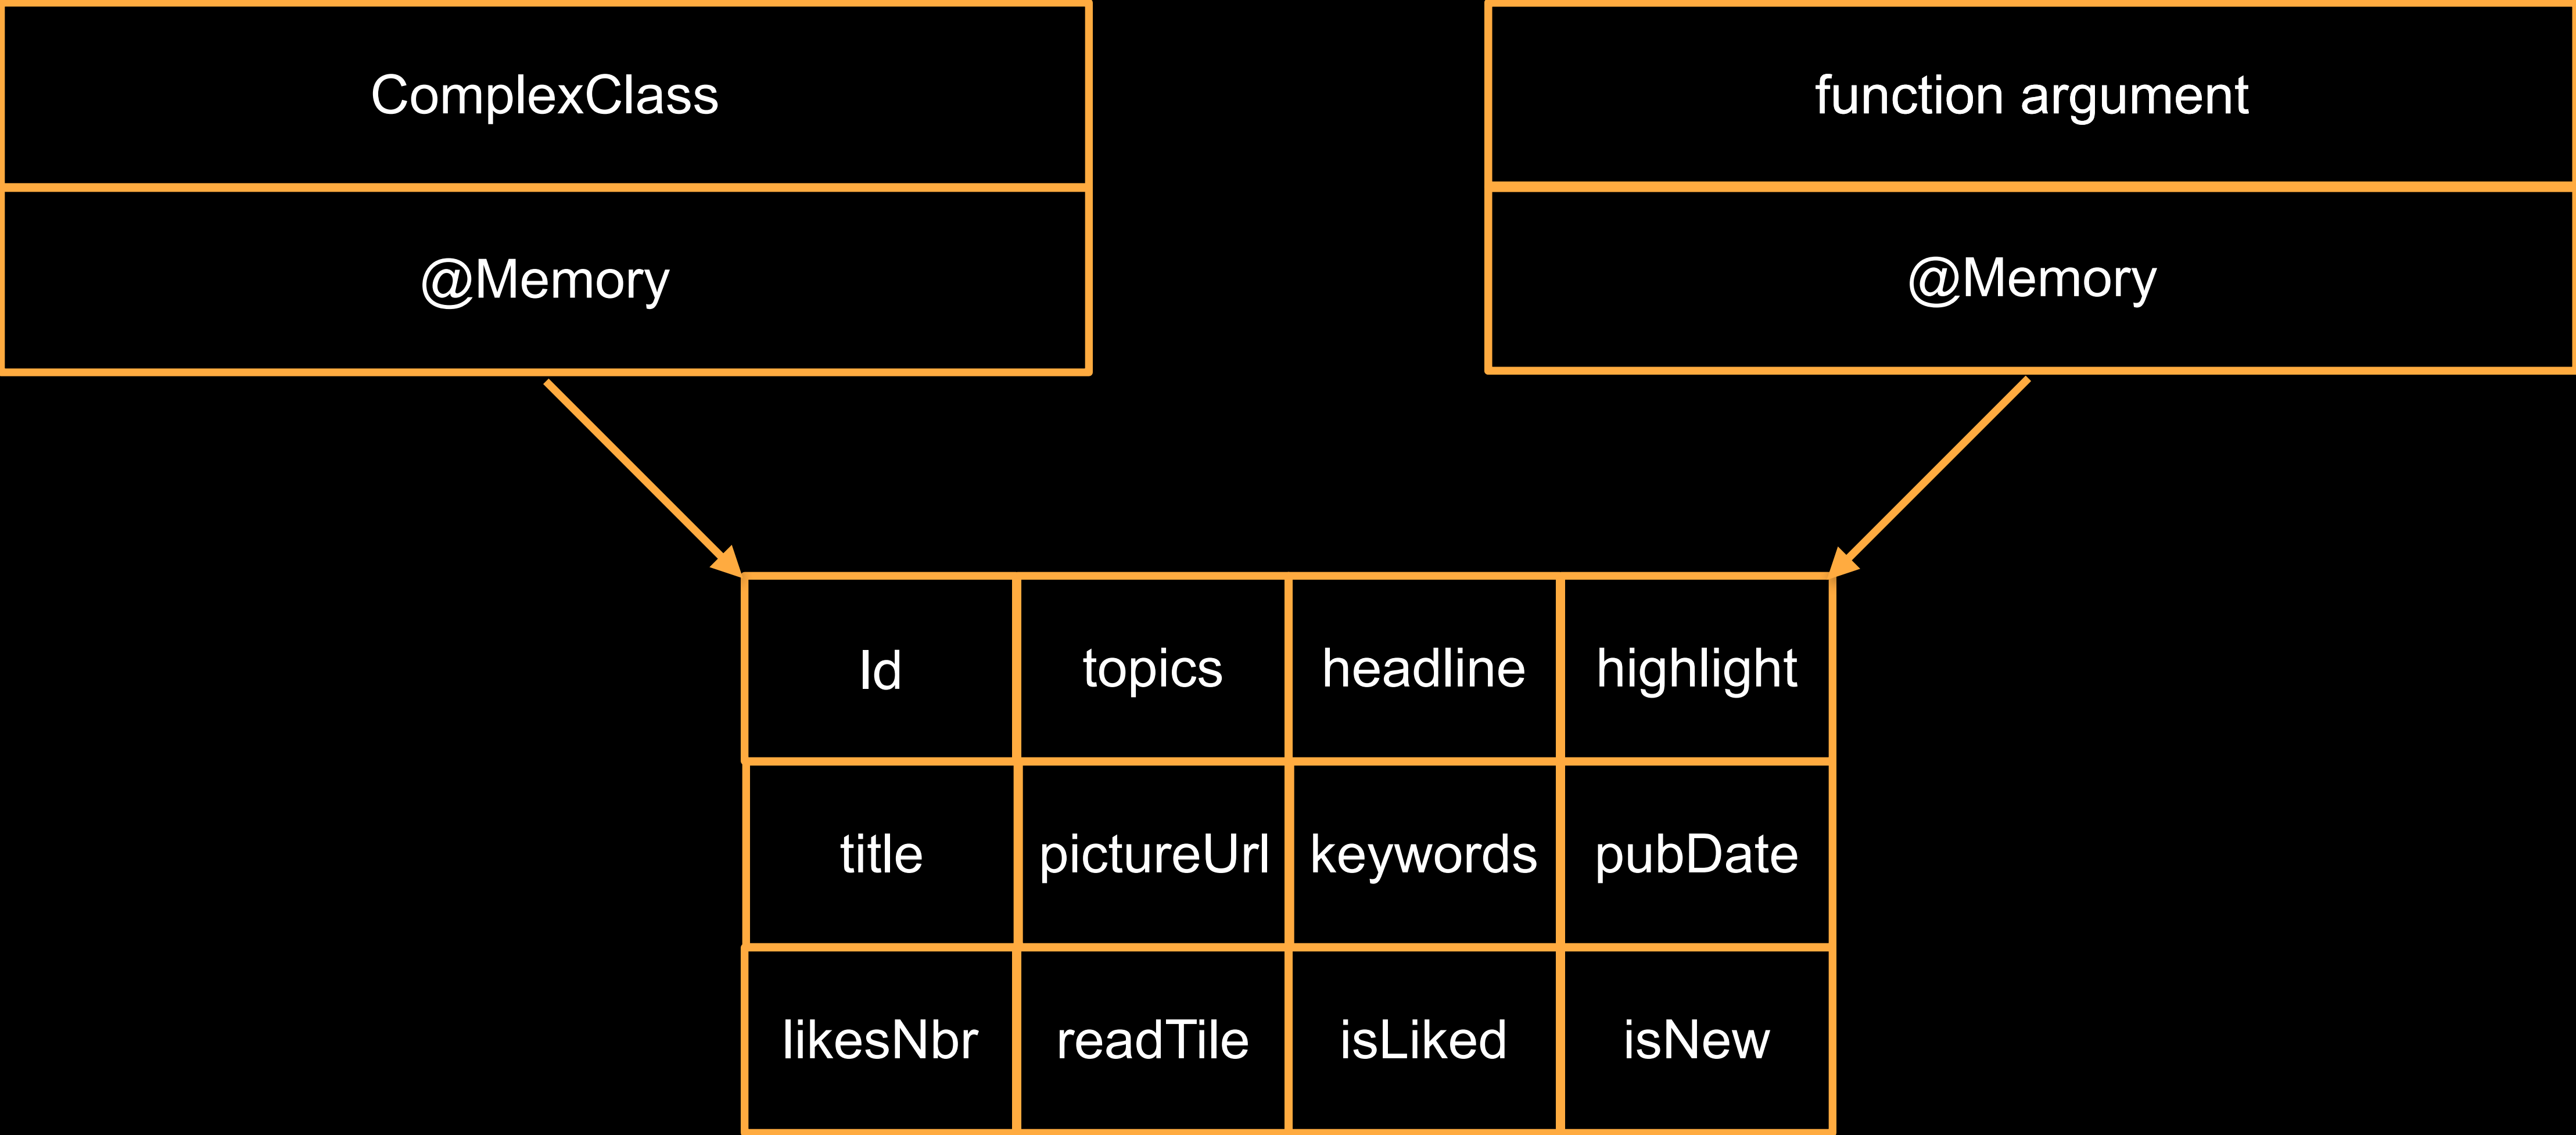 ComplexClass
@Memory
function argument
@Memory
Id topics headline highlight
title pictureUrl keywords pubDate
likesNbr readTile isLiked isNew